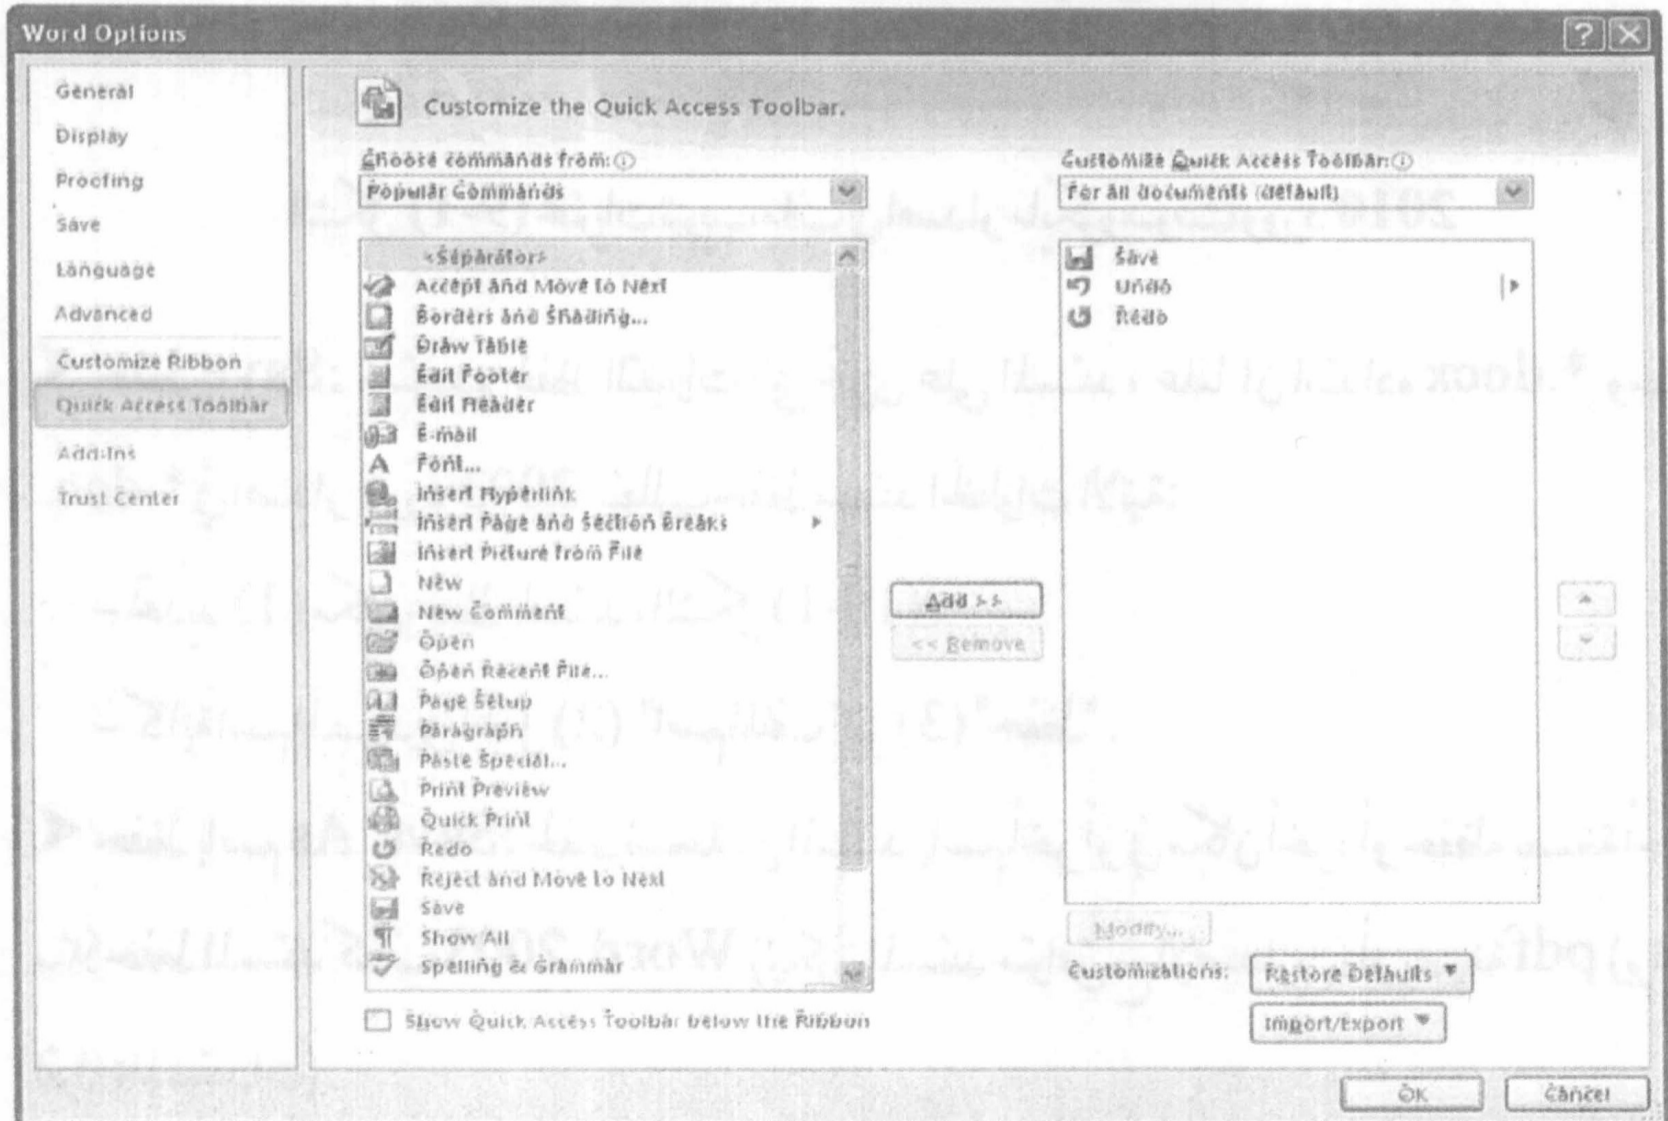 Word Options
General
Display
Proofing
Save
Language
Advanced
Customize Ribbon
Quick Access Toolbar
Add-Ins
Trust Center
Customize the Quick Access Toolbar.
Choose commands from:
Popular Commands
<Separator>
Accept and Move to Next
Borders and Shading...
Draw Table
Edit Footer
Edit Header
E-mail
Font...
Insert Hyperlink
Insert Page and Section Breaks
Insert Picture from File
New
New Comment
Open
Open Recent File...
Page Setup
Paragraph
Paste Special...
Print Preview
Quick Print
Redo
Reject and Move to Next
Save
Show All
Spelling & Grammar
Show Quick Access Toolbar below the Ribbon
Add >>
<< Remove
Customize Quick Access Toolbar:
For all documents (default)
Save
Undo
Redo
Modify...
Customizations:
Restore Defaults
Import/Export
OK
Cancel